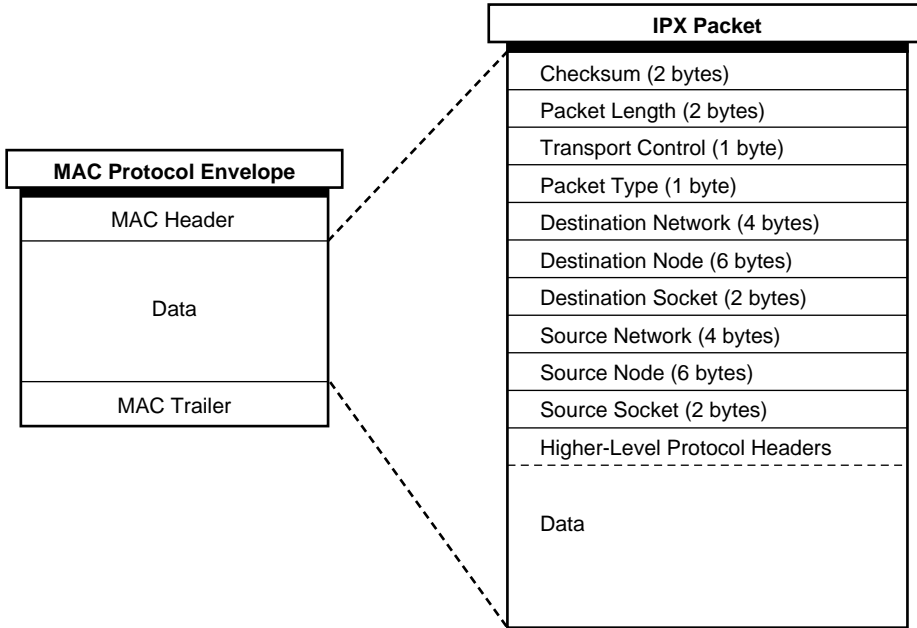 MAC Protocol Envelope
MAC Header
Data
MAC Trailer
IPX Packet
Checksum (2 bytes)
Packet Length (2 bytes)
Transport Control (1 byte)
Packet Type (1 byte)
Destination Network (4 bytes)
Destination Node (6 bytes)
Destination Socket (2 bytes)
Source Network (4 bytes)
Source Node (6 bytes)
Source Socket (2 bytes)
Higher-Level Protocol Headers
Data